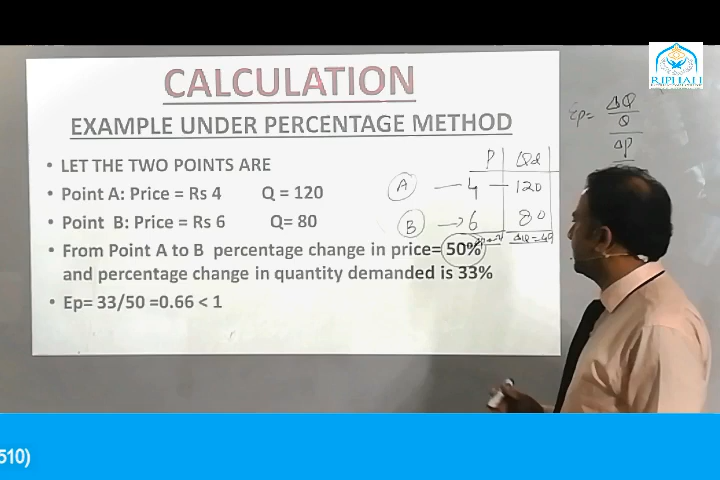 RIPHAH
CALCULATION
EXAMPLE UNDER PERCENTAGE METHOD
• LET THE TWO POINTS ARE
• Point A: Price = Rs 4 Q = 120
• Point B: Price = Rs 6 Q= 80
• From Point A to B percentage change in price= 50%
and percentage change in quantity demanded is 33%
• Ep= 33/50 =0.66 < 1
P Qd
A — 4 — 120
B → 6 80
ΔQ = 40
Ep= ΔQ
Q
ΔP
510)